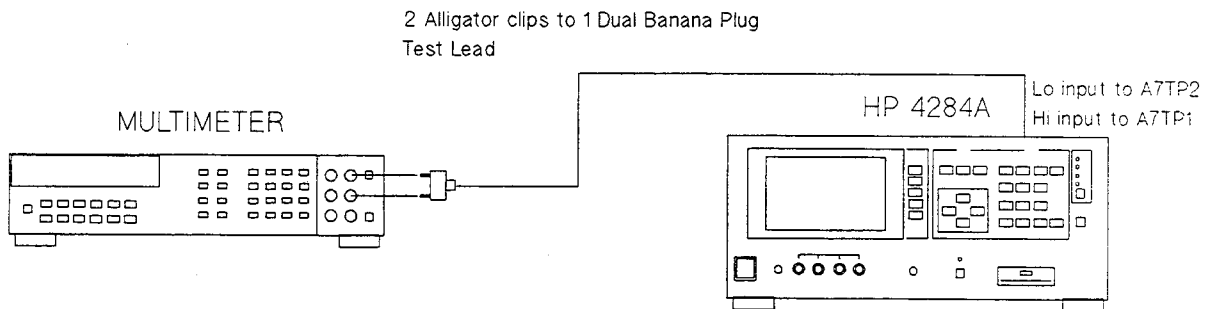 2 Alligator clips to 1 Dual Banana Plug
Test Lead
MULTIMETER
HP 4284A
Lo input to A7TP2
Hi input to A7TP1